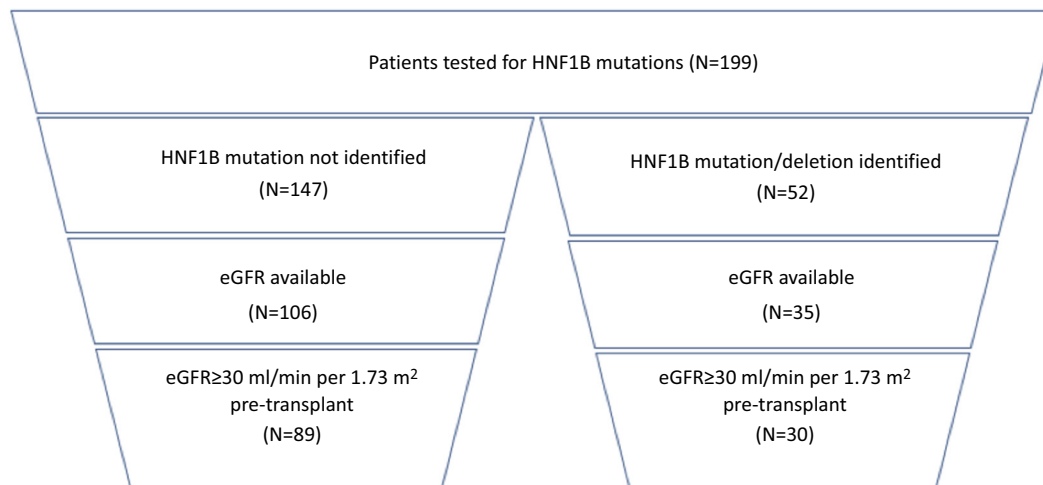 Patients tested for HNF1B mutations (N=199)
HNF1B mutation not identified
(N=147)
HNF1B mutation/deletion identified
(N=52)
eGFR available
(N=106)
eGFR available
(N=35)
eGFR≥30 ml/min per 1.73 m²
pre-transplant
(N=89)
eGFR≥30 ml/min per 1.73 m²
pre-transplant
(N=30)